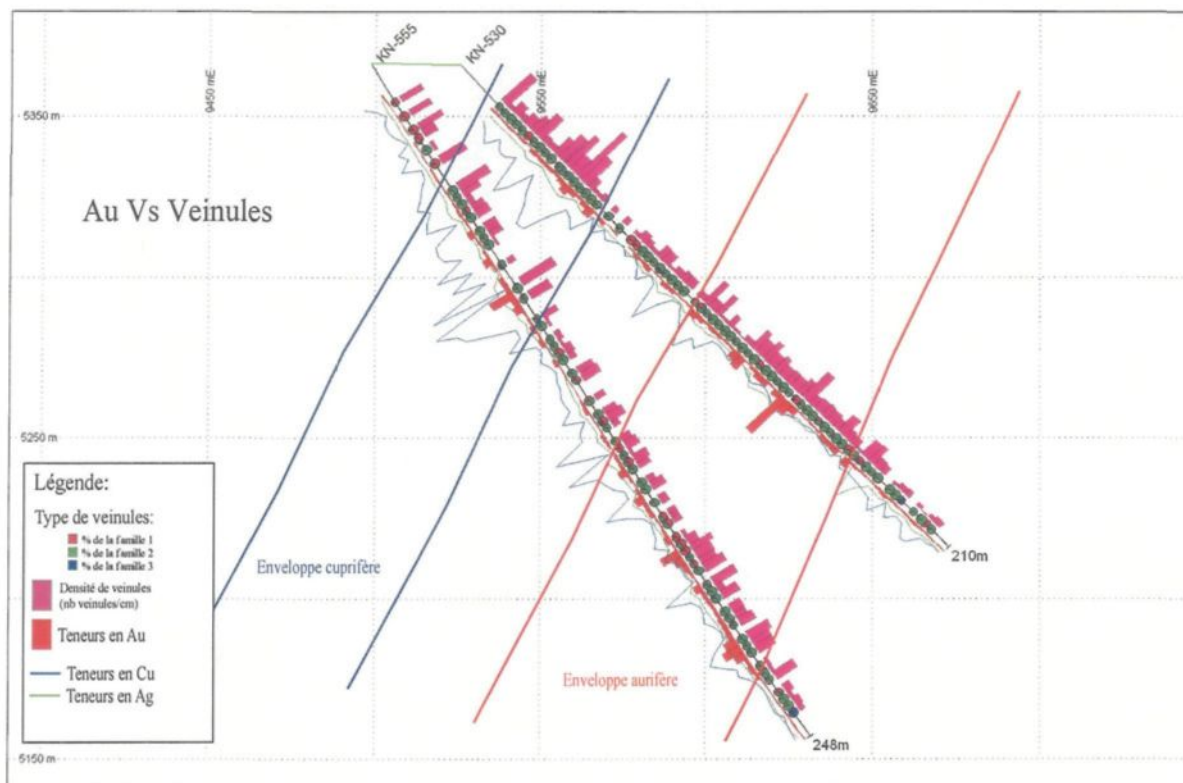 KN-555
KN-530
9450 mE
9550 mE
9650 mE
5350 m
Au Vs Veinules
5250 m
Légende:
Type de veinules:
% de la famille 1
% de la famille 2
% de la famille 3
Densité de veinules
(nb veinules/cm)
Teneurs en Au
Teneurs en Cu
Teneurs en Ag
Enveloppe cuprifère
210m
Enveloppe aurifère
248m
5150 m